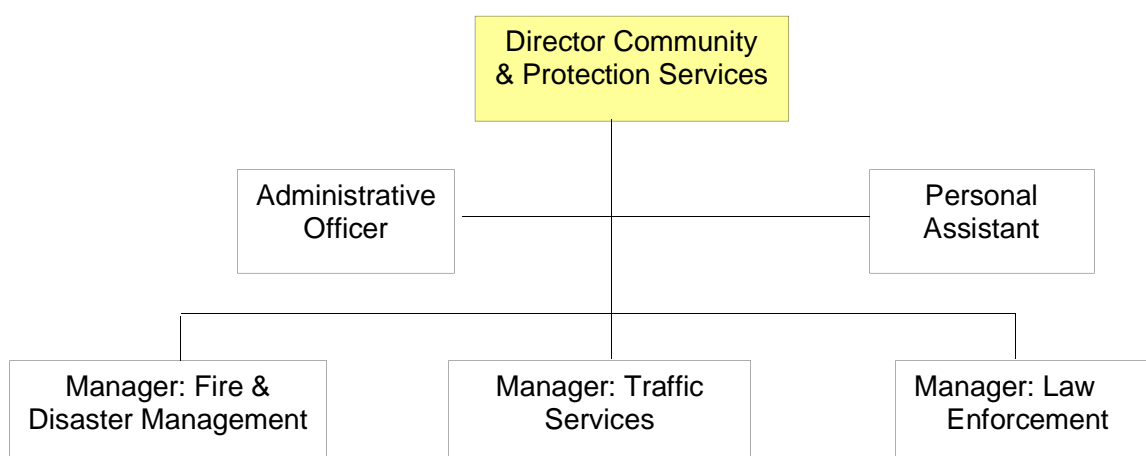 Director Community
& Protection Services
Administrative
Officer
Personal
Assistant
Manager: Fire &
Disaster Management
Manager: Traffic
Services
Manager: Law
Enforcement